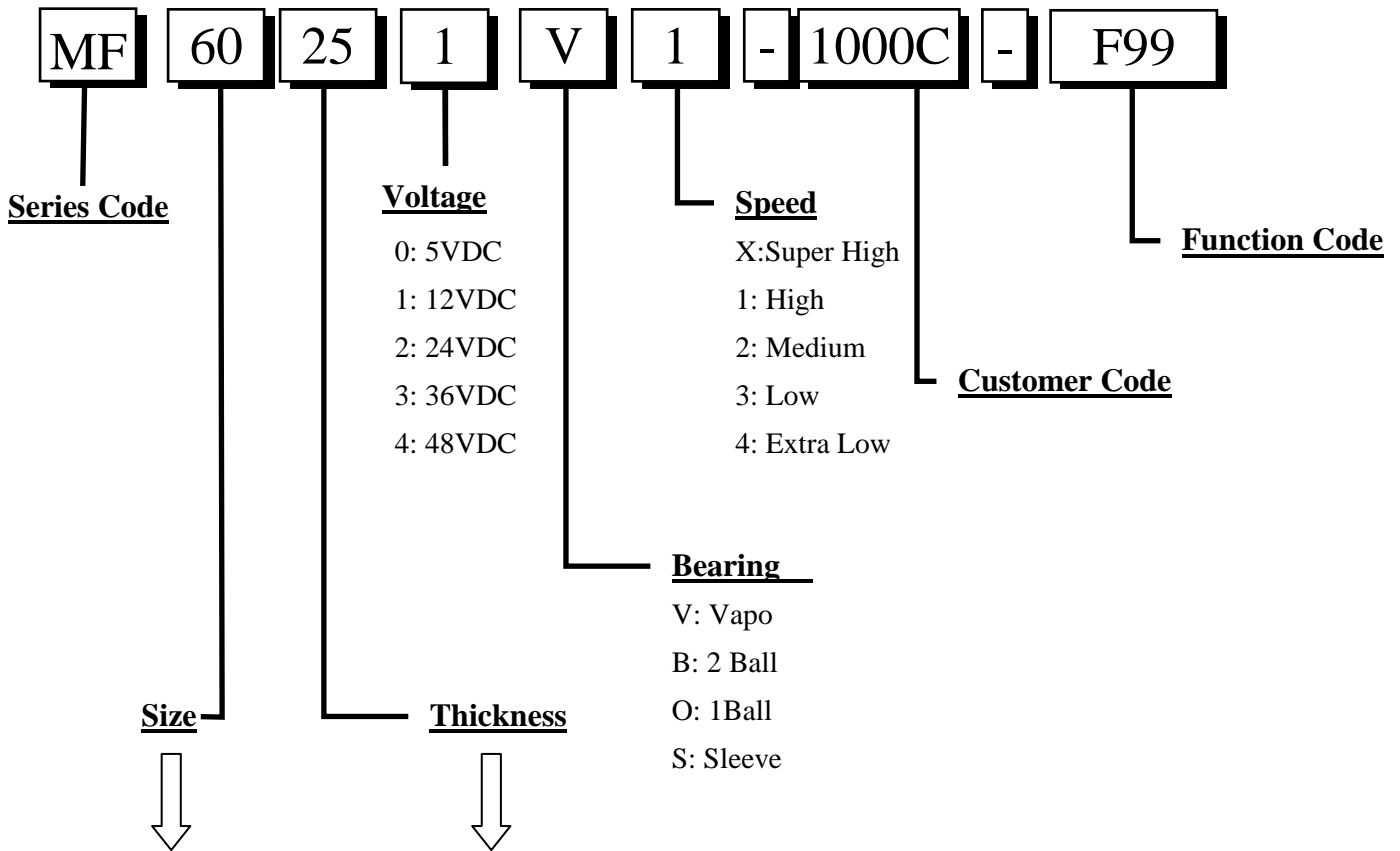 MF 60 25 1 V 1 - 1000C - F99
Series Code
Voltage
0: 5VDC
1: 12VDC
2: 24VDC
3: 36VDC
4: 48VDC
Speed
X:Super High
1: High
2: Medium
3: Low
4: Extra Low
Function Code
Customer Code
Bearing
V: Vapo
B: 2 Ball
O: 1Ball
S: Sleeve
Size
Thickness